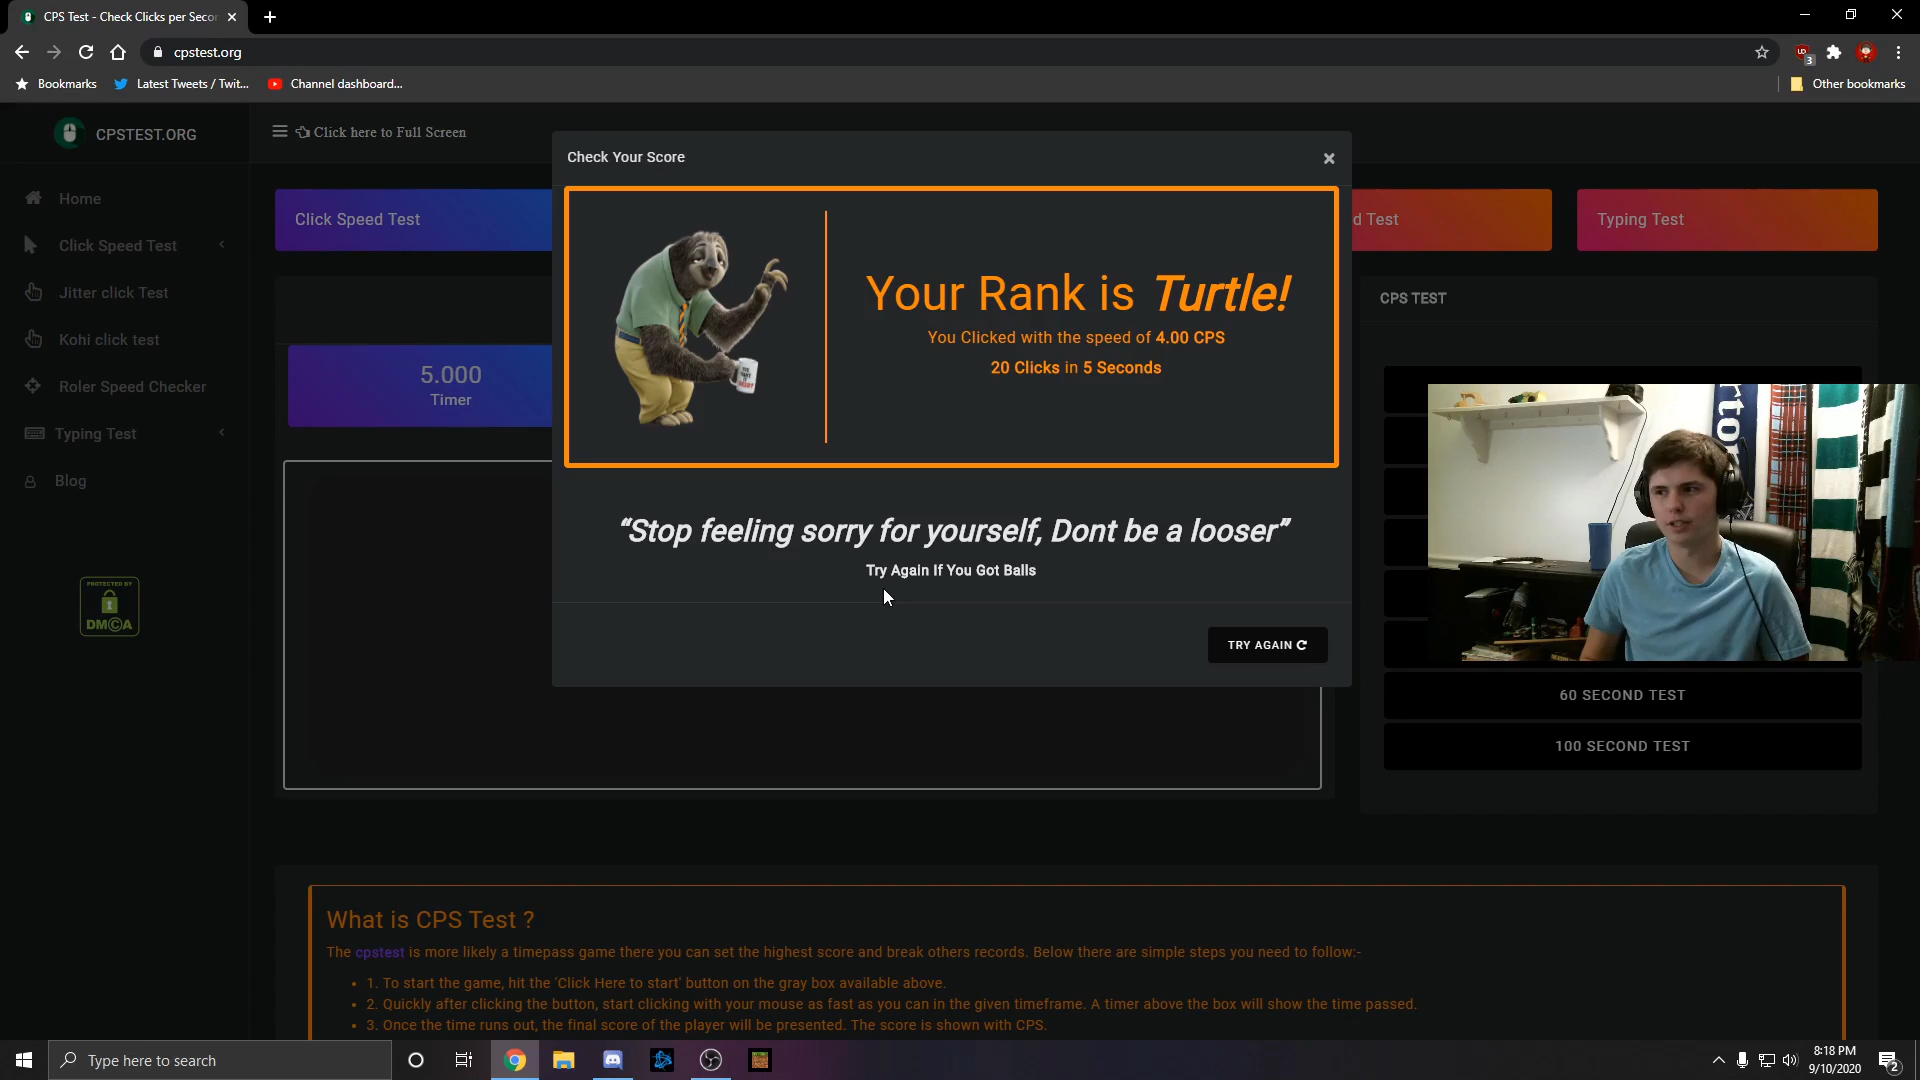 CPS Test - Check Clicks per Secor
cpstest.org
3
Bookmarks
Latest Tweets / Twit...
Channel dashboard...
Other bookmarks
CPSTEST.ORG
Click here to Full Screen
Home
Click Speed Test
Jitter click Test
Kohi click test
Roler Speed Checker
Typing Test
Blog
PROTECTED BY
DMCA
Click Speed Test
d Test
Typing Test
5.000
Timer
Check Your Score
Your Rank is Turtle!
You Clicked with the speed of 4.00 CPS
20 Clicks in 5 Seconds
“Stop feeling sorry for yourself, Dont be a looser”
Try Again If You Got Balls
TRY AGAIN
CPS TEST
60 SECOND TEST
100 SECOND TEST
What is CPS Test ?
The cpstest is more likely a timepass game there you can set the highest score and break others records. Below there are simple steps you need to follow:-
• 1. To start the game, hit the 'Click Here to start' button on the gray box available above.
• 2. Quickly after clicking the button, start clicking with your mouse as fast as you can in the given timeframe. A timer above the box will show the time passed.
• 3. Once the time runs out, the final score of the player will be presented. The score is shown with CPS.
Type here to search
8:18 PM
9/10/2020
2